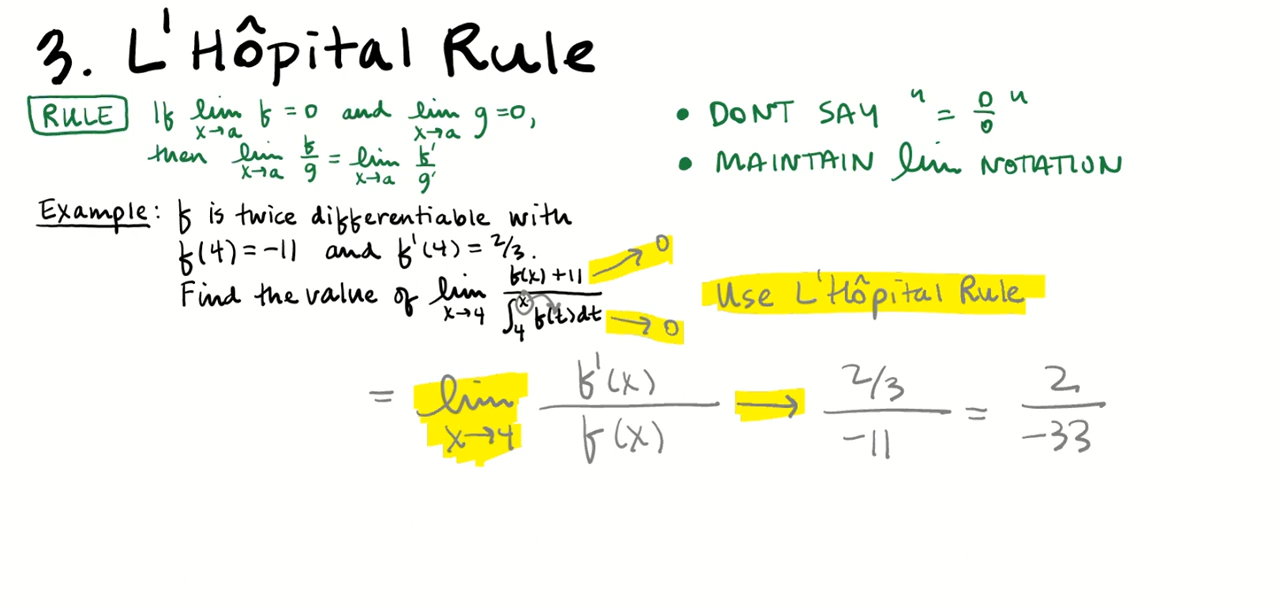 3. L'Hôpital Rule
RULE If lim x→a f = 0 and lim x→a g = 0,
then lim x→a f/g = lim x→a f'/g'
• DONT SAY " = 0/0 "
• MAINTAIN lim NOTATION
Example: f is twice differentiable with
f(4) = -11 and f'(4) = 2/3.
Find the value of lim x→4 f(x) + 11 / ∫₄ˣ f(t)dt → 0 → 0
Use L'Hôpital Rule
= lim x→4 f'(x) / f(x) → 2/3 / -11 = 2 / -33